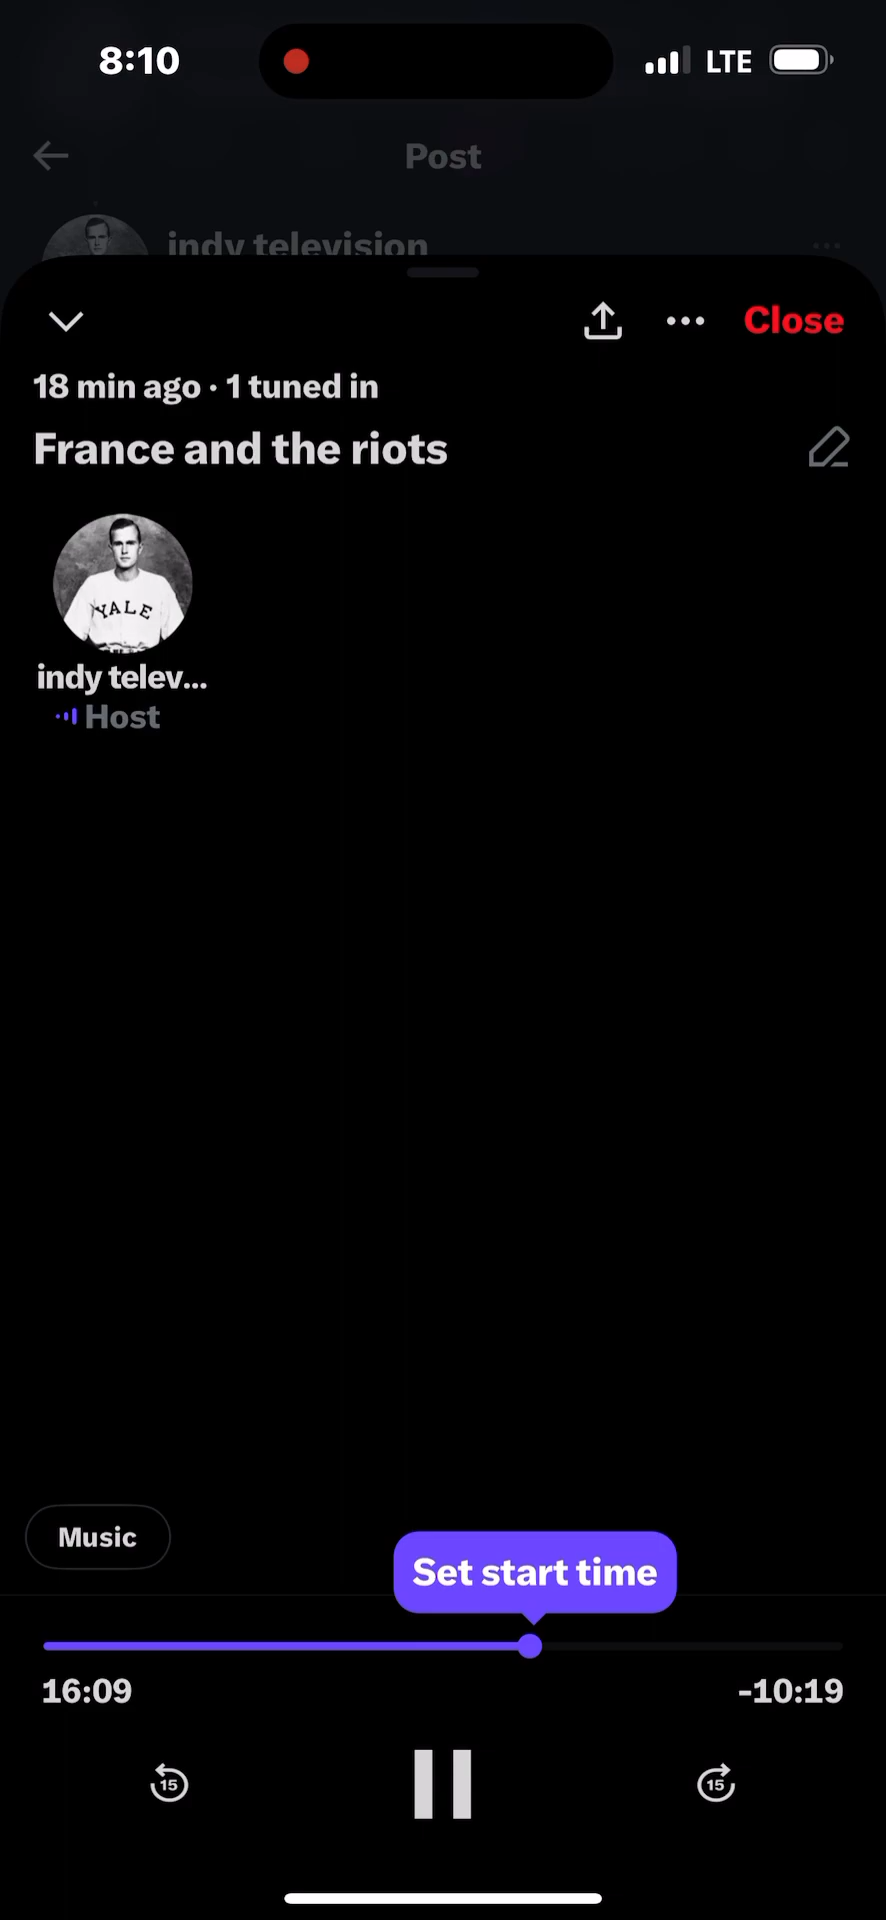 8:10
LTE
Post
indy television
Close
18 min ago · 1 tuned in
France and the riots
YALE
indy telev...
Host
Music
Set start time
16:09
-10:19
15
15